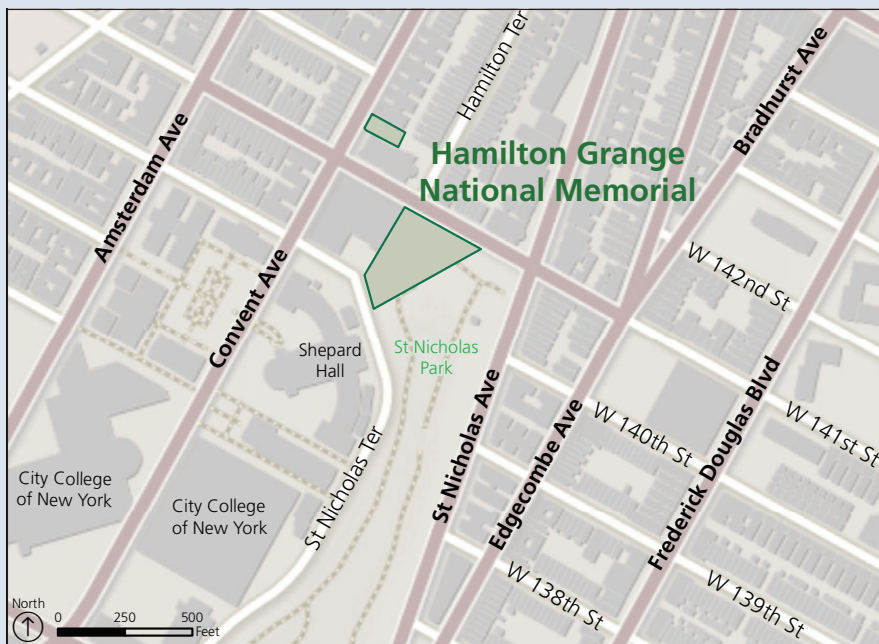 Hamilton Ter
Bradhurst Ave
Amsterdam Ave
Hamilton Grange
National Memorial
W 142nd St
Convent Ave
Shepard
Hall
St Nicholas
Park
W 141st St
W 140th St
Frederick Douglas Blvd
St Nicholas Ave
Edgecombe Ave
St Nicholas Ter
City College
of New York
City College
of New York
W 139th St
W 138th St
North
0 250 500
Feet